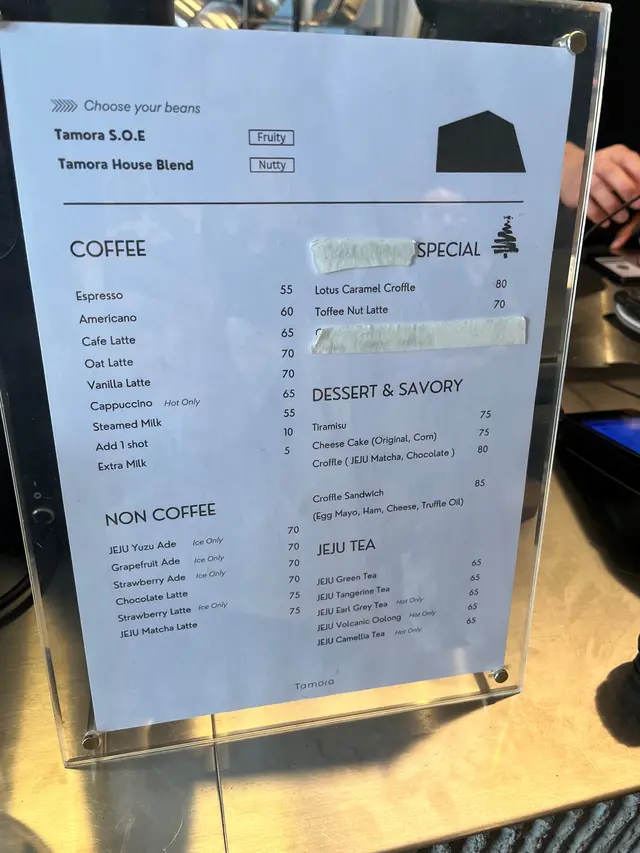 Choose your beans
Tamora S.O.E Fruity
Tamora House Blend Nutty
COFFEE
Espresso 55
Americano 60
Cafe Latte 65
Oat Latte 70
Vanilla Latte 70
Cappuccino Hot Only 65
Steamed Milk 55
Add 1 shot 10
Extra Milk 5
NON COFFEE
JEJU Yuzu Ade Ice Only 70
Grapefruit Ade Ice Only 70
Strawberry Ade Ice Only 70
Chocolate Latte 70
Strawberry Latte Ice Only 75
JEJU Matcha Latte 75
SPECIAL
Lotus Caramel Croffle 80
Toffee Nut Latte 70
DESSERT & SAVORY
Tiramisu 75
Cheese Cake (Original, Corn) 75
Croffle ( JEJU Matcha, Chocolate ) 80
Croffle Sandwich 85
(Egg Mayo, Ham, Cheese, Truffle Oil)
JEJU TEA
JEJU Green Tea 65
JEJU Tangerine Tea 65
JEJU Earl Grey Tea Hot Only 65
JEJU Volcanic Oolong Hot Only 65
JEJU Camellia Tea Hot Only 65
Tamora